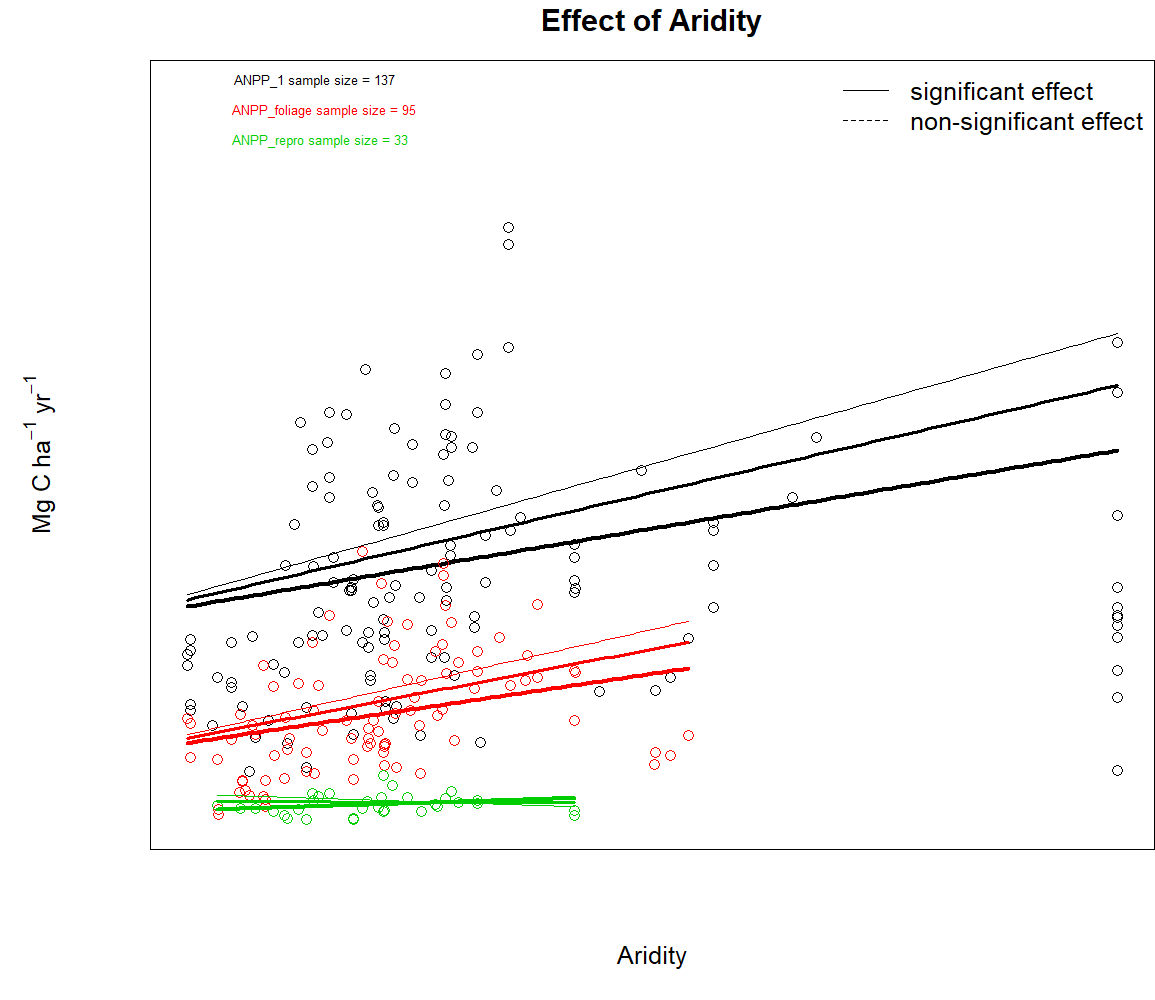 Effect of Aridity
ANPP_1 sample size = 137
ANPP_foliage sample size = 95
ANPP_repro sample size = 33
significant effect
non-significant effect
Mg C ha⁻¹ yr⁻¹
Aridity